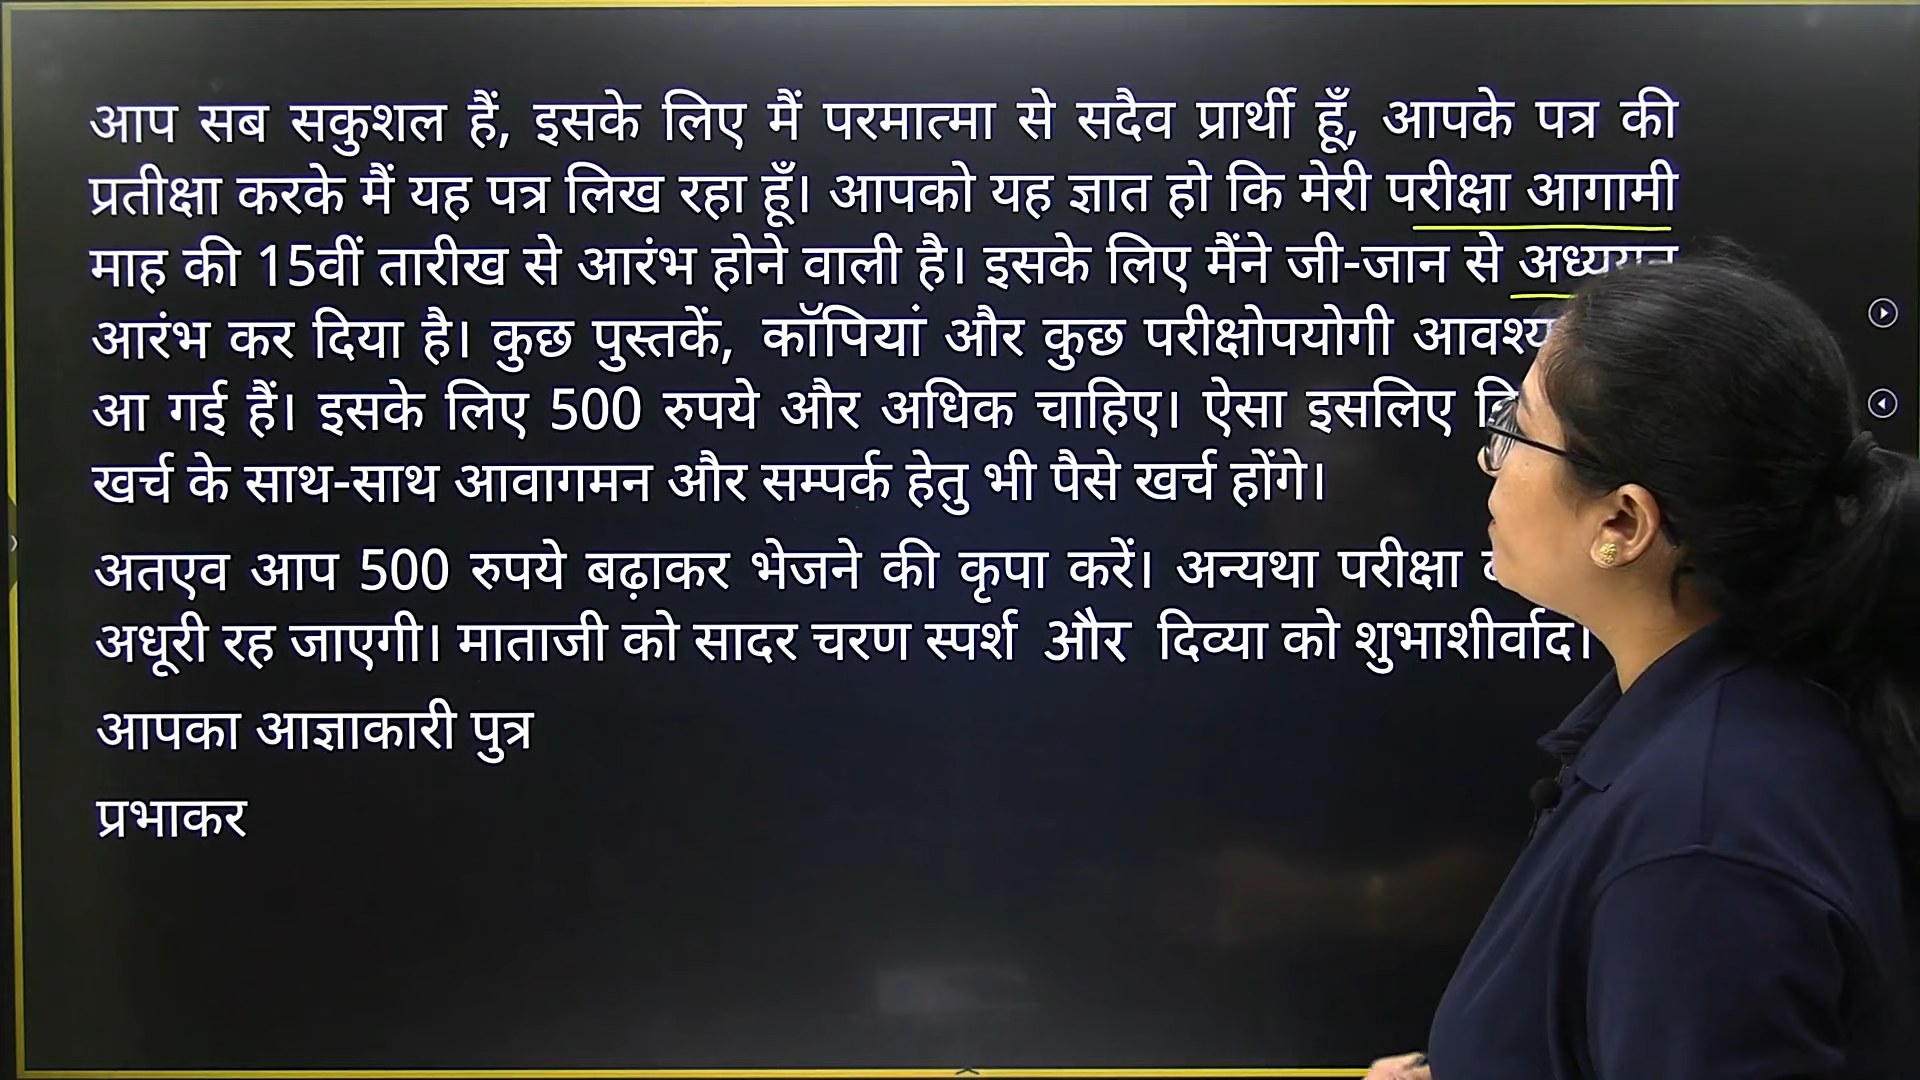 आप सब सकुशल हैं, इसके लिए मैं परमात्मा से सदैव प्रार्थी हूँ, आपके पत्र की
प्रतीक्षा करके मैं यह पत्र लिख रहा हूँ। आपको यह ज्ञात हो कि मेरी परीक्षा आगामी
माह की 15वीं तारीख से आरंभ होने वाली है। इसके लिए मैंने जी-जान से अध्ययन
आरंभ कर दिया है। कुछ पुस्तकें, कॉपियां और कुछ परीक्षोपयोगी
आ गई हैं। इसके लिए 500 रुपये और अधिक चाहिए। ऐसा इसलिए
खर्च के साथ-साथ आवागमन और सम्पर्क हेतु भी पैसे खर्च होंगे।
अतएव आप 500 रुपये बढ़ाकर भेजने की कृपा करें। अन्यथा परीक्षा
अधूरी रह जाएगी। माताजी को सादर चरण स्पर्श और दिव्या को शुभाशीर्वाद।
आपका आज्ञाकारी पुत्र
प्रभाकर